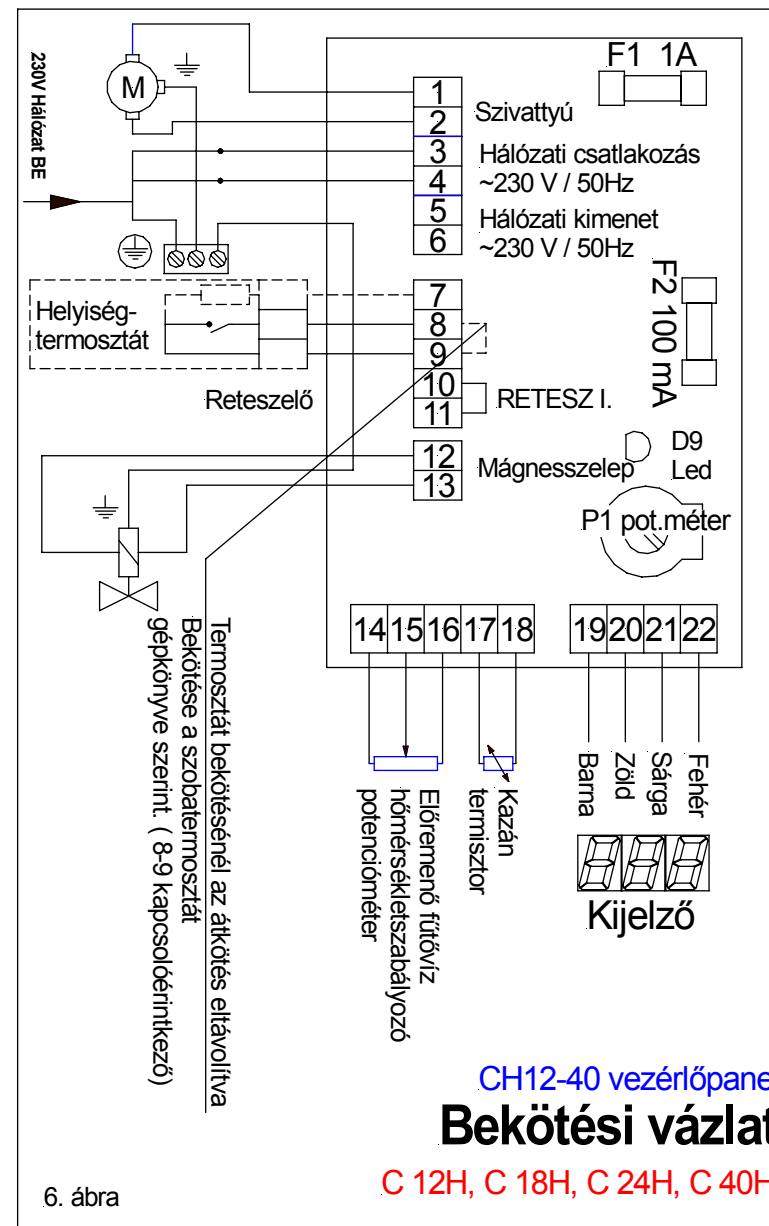 F1 1A
230V Hálózat BE
M
1
2
3
4
5
6
Szivattyú
Hálózati csatlakozás
~230 V / 50Hz
Hálózati kimenet
~230 V / 50Hz
F2 100 mA
Helyiség-
termosztát
Reteszelő
7
8
9
10
11
RETESZ I.
12
13
Mágnesszelep
D9
Led
P1 pot.méter
14 15 16 17 18
19 20 21 22
Termosztát bekötésénél az átkötés eltávolítva
Bekötése a szobatermosztát
gépkönyve szerint. ( 8-9 kapcsolóérintkező)
Előremenő fűtővíz
hőmérsékletszabályozó
potencióméter
Kazán
termisztor
Barna
Zöld
Sárga
Fehér
Kijelző
CH12-40 vezérlőpane
Bekötési vázlat
C 12H, C 18H, C 24H, C 40H
6. ábra